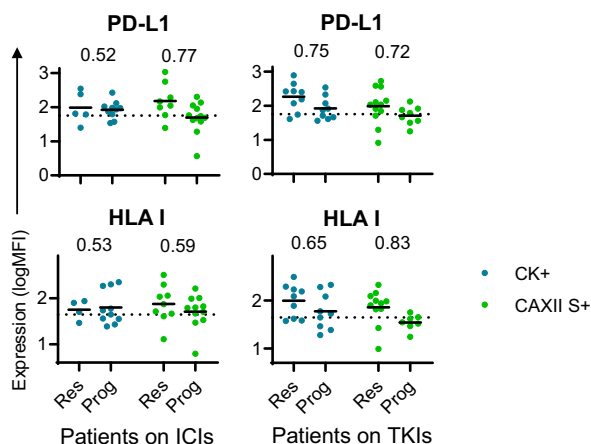 PD-L1
0.52 0.77
3
2
1
0
PD-L1
0.75 0.72
3
2
1
0
Expression (logMFI)
HLA I
0.53 0.59
2
1
HLA I
0.65 0.83
2
1
CK+
CAXII S+
Res Prog Res Prog
Patients on ICIs
Res Prog Res Prog
Patients on TKIs